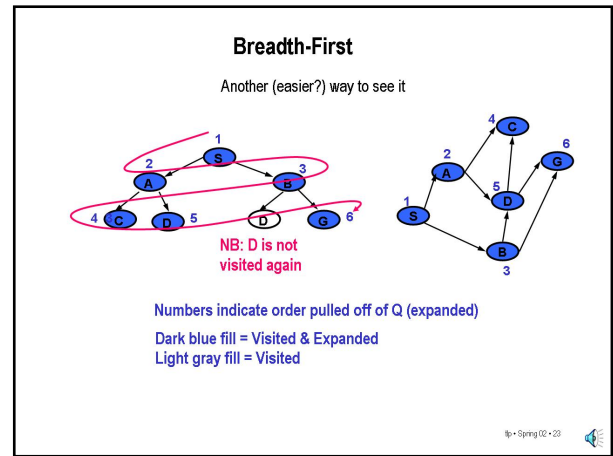 Breadth-First
Another (easier?) way to see it
1
S
2
A
3
B
4 C
D 5
D
G 6
NB: D is not
visited again
4
C
6
G
2
A
5
D
1
S
B
3
Numbers indicate order pulled off of Q (expanded)
Dark blue fill = Visited & Expanded
Light gray fill = Visited
tlp • Spring 02 • 23